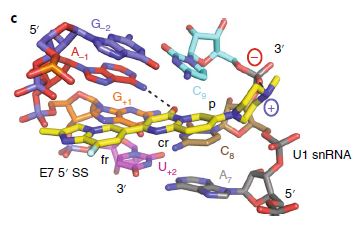 c
5′
G₋₂
A₋₁
−
3′
C₉
G₊₁
p
+
cr
C₈
U1 snRNA
fr
U₊₂
E7 5′ SS
A₇
3′
5′